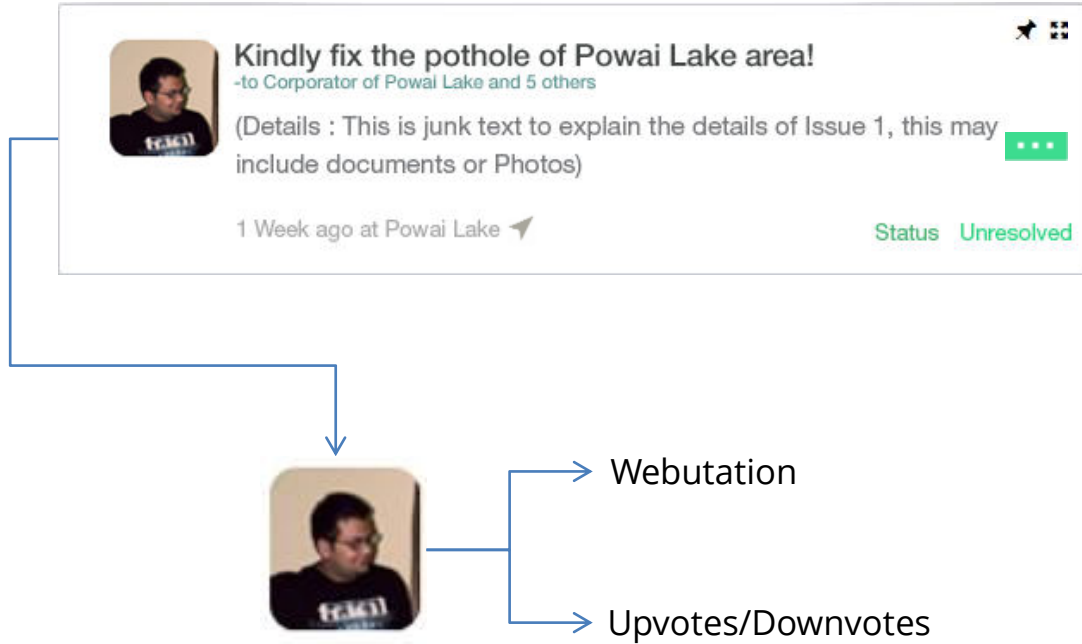 Kindly fix the pothole of Powai Lake area!
-to Corporator of Powai Lake and 5 others
(Details : This is junk text to explain the details of Issue 1, this may
include documents or Photos)
1 Week ago at Powai Lake
Status Unresolved
Webutation
Upvotes/Downvotes